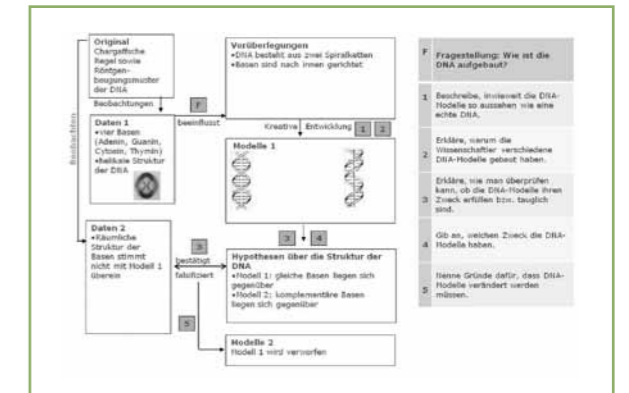 Original
Chargaffsche
Regel sowie
Röntgen-
beugungsmuster
der DNA
Beobachten
Beobachtungen
Daten 1
•vier Basen
(Adenin, Guanin,
Cytosin, Thymin)
•helikale Struktur
der DNA
F
beeinflusst
Vorüberlegungen
•DNA besteht aus zwei Spiralketten
•Basen sind nach innen gerichtet
Kreative Entwicklung
1 2
Modelle 1
3 4
Daten 2
•Räumliche
Struktur der
Basen stimmt
nicht mit Modell 1
überein
3
bestätigt
falsifiziert
5
Hypothesen über die Struktur der
DNA
•Modell 1: gleiche Basen liegen sich
gegenüber
•Modell 2: komplementäre Basen
liegen sich gegenüber
Modelle 2
Modell 1 wird verworfen
F Fragestellung: Wie ist die
DNA aufgebaut?
1 Beschreibe, inwieweit die DNA-
Modelle so aussehen wie eine
echte DNA.
2 Erkläre, warum die
Wissenschaftler verschiedene
DNA-Modelle gebaut haben.
3 Erkläre, wie man überprüfen
kann, ob die DNA-Modelle ihren
Zweck erfüllen bzw. tauglich
sind.
4 Gib an, welchen Zweck die DNA-
Modelle haben.
5 Nenne Gründe dafür, dass DNA-
Modelle verändert werden
müssen.